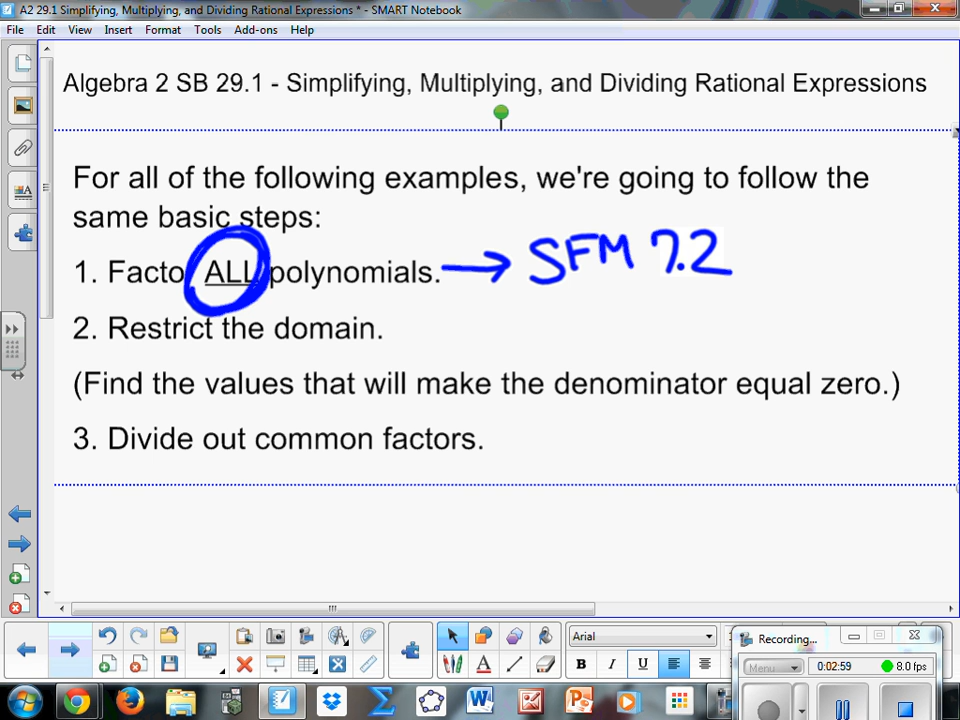 A2 29.1 Simplifying, Multiplying, and Dividing Rational Expressions * - SMART Notebook
File Edit View Insert Format Tools Add-ons Help
Algebra 2 SB 29.1 - Simplifying, Multiplying, and Dividing Rational Expressions
For all of the following examples, we're going to follow the
same basic steps:
1. Facto ALL polynomials. → SFM 7.2
2. Restrict the domain.
(Find the values that will make the denominator equal zero.)
3. Divide out common factors.
Arial
B I U
Recording...
Menu 0:02:59 8.0 fps